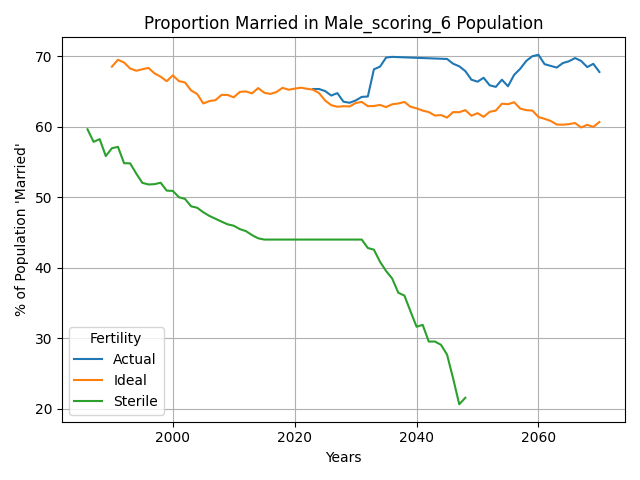 Proportion Married in Male_scoring_6 Population
% of Population 'Married'
70
60
50
40
30
20
Fertility
Actual
Ideal
Sterile
2000
2020
2040
2060
Years